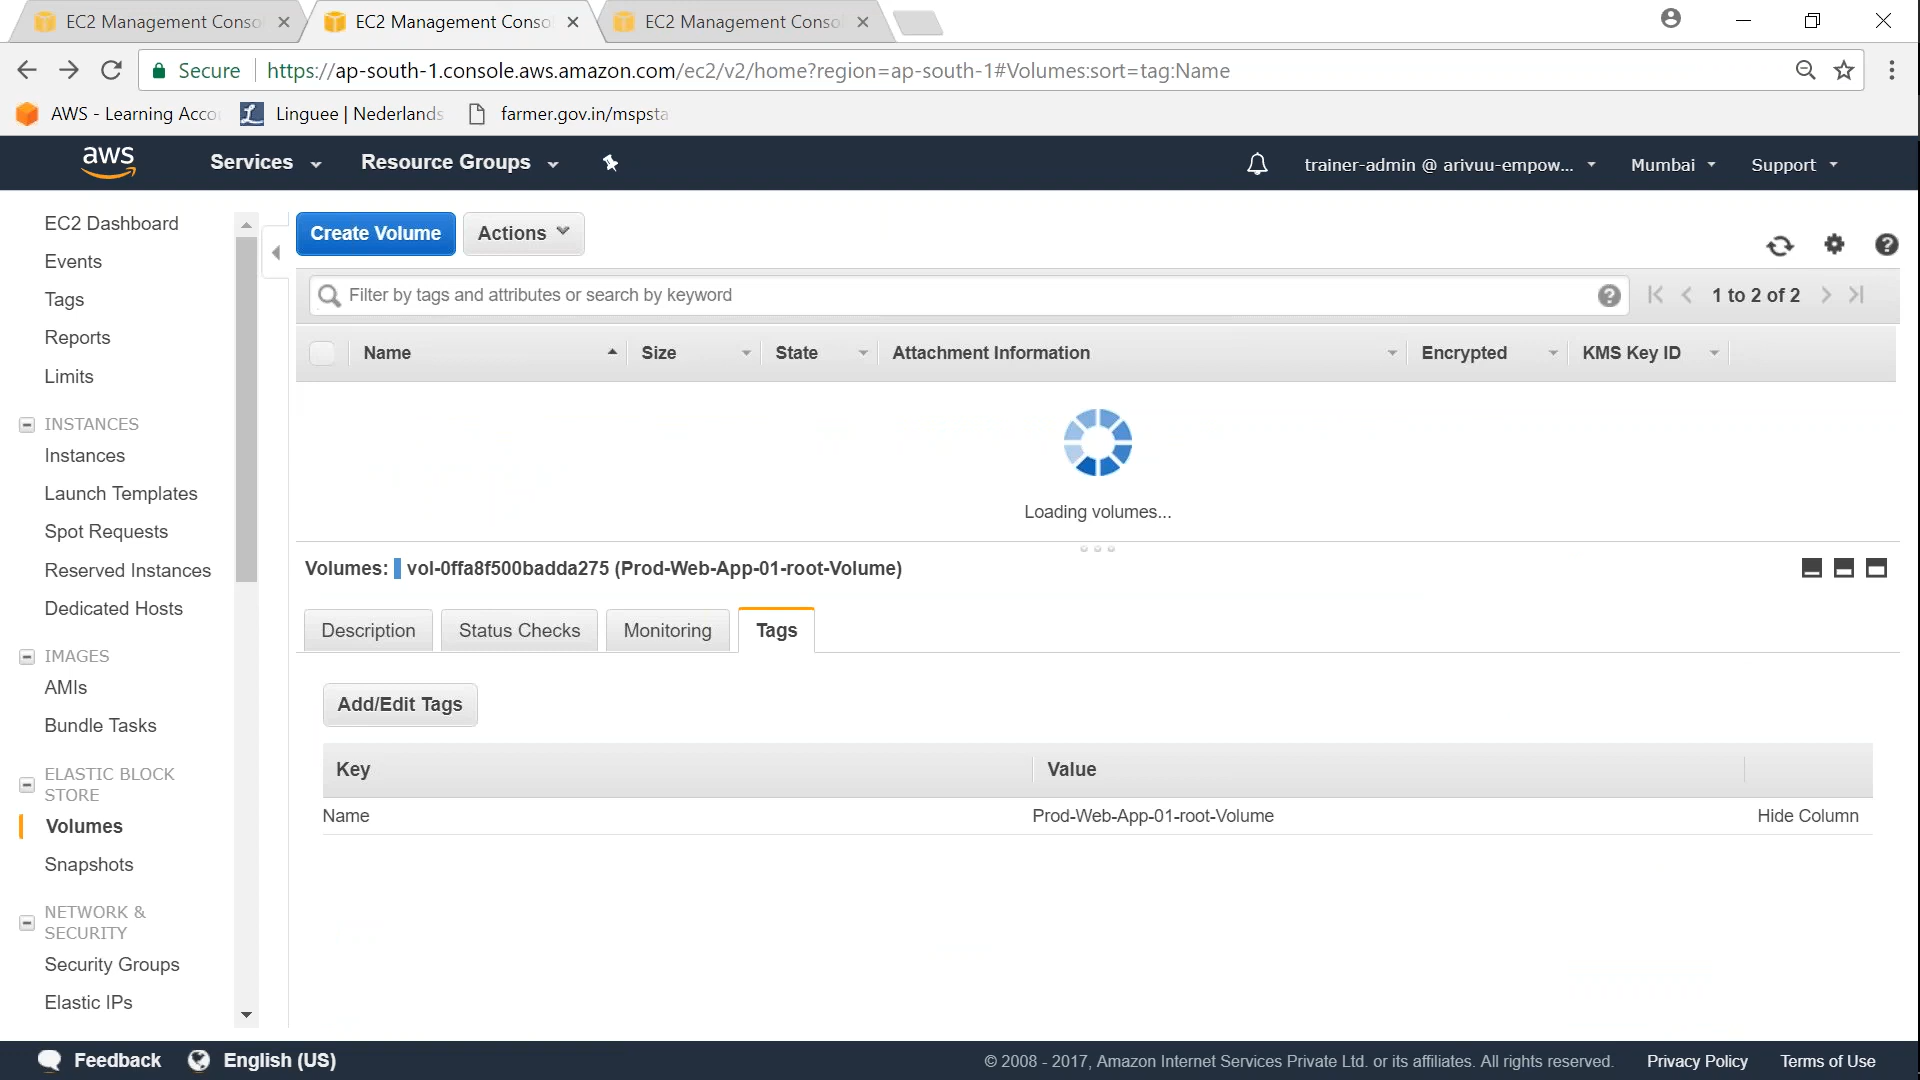 EC2 Management Conso
EC2 Management Conso
EC2 Management Conso
Secure
https://ap-south-1.console.aws.amazon.com/ec2/v2/home?region=ap-south-1#Volumes:sort=tag:Name
AWS - Learning Acco
Linguee | Nederlands
farmer.gov.in/mspsta
aws
Services
Resource Groups
trainer-admin @ arivuu-empow...
Mumbai
Support
EC2 Dashboard
Events
Tags
Reports
Limits
INSTANCES
Instances
Launch Templates
Spot Requests
Reserved Instances
Dedicated Hosts
IMAGES
AMIs
Bundle Tasks
ELASTIC BLOCK
STORE
Volumes
Snapshots
NETWORK &
SECURITY
Security Groups
Elastic IPs
Create Volume
Actions
Filter by tags and attributes or search by keyword
1 to 2 of 2
Name
Size
State
Attachment Information
Encrypted
KMS Key ID
Loading volumes...
Volumes: vol-0ffa8f500badda275 (Prod-Web-App-01-root-Volume)
Description
Status Checks
Monitoring
Tags
Add/Edit Tags
Key
Value
Name
Prod-Web-App-01-root-Volume
Hide Column
Feedback
English (US)
© 2008 - 2017, Amazon Internet Services Private Ltd. or its affiliates. All rights reserved.
Privacy Policy
Terms of Use